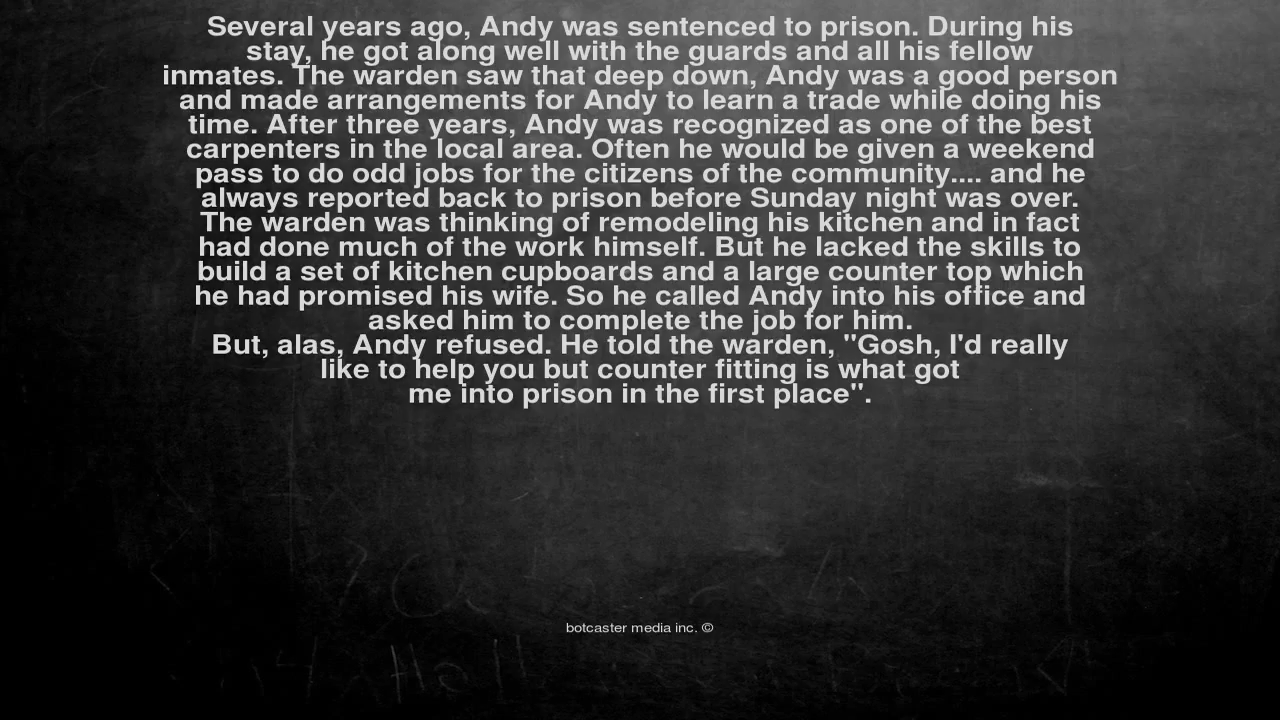 Several years ago, Andy was sentenced to prison. During his
stay, he got along well with the guards and all his fellow
inmates. The warden saw that deep down, Andy was a good person
and made arrangements for Andy to learn a trade while doing his
time. After three years, Andy was recognized as one of the best
carpenters in the local area. Often he would be given a weekend
pass to do odd jobs for the citizens of the community.... and he
always reported back to prison before Sunday night was over.
The warden was thinking of remodeling his kitchen and in fact
had done much of the work himself. But he lacked the skills to
build a set of kitchen cupboards and a large counter top which
he had promised his wife. So he called Andy into his office and
asked him to complete the job for him.
But, alas, Andy refused. He told the warden, "Gosh, I'd really
like to help you but counter fitting is what got
me into prison in the first place".
botcaster media inc. ©